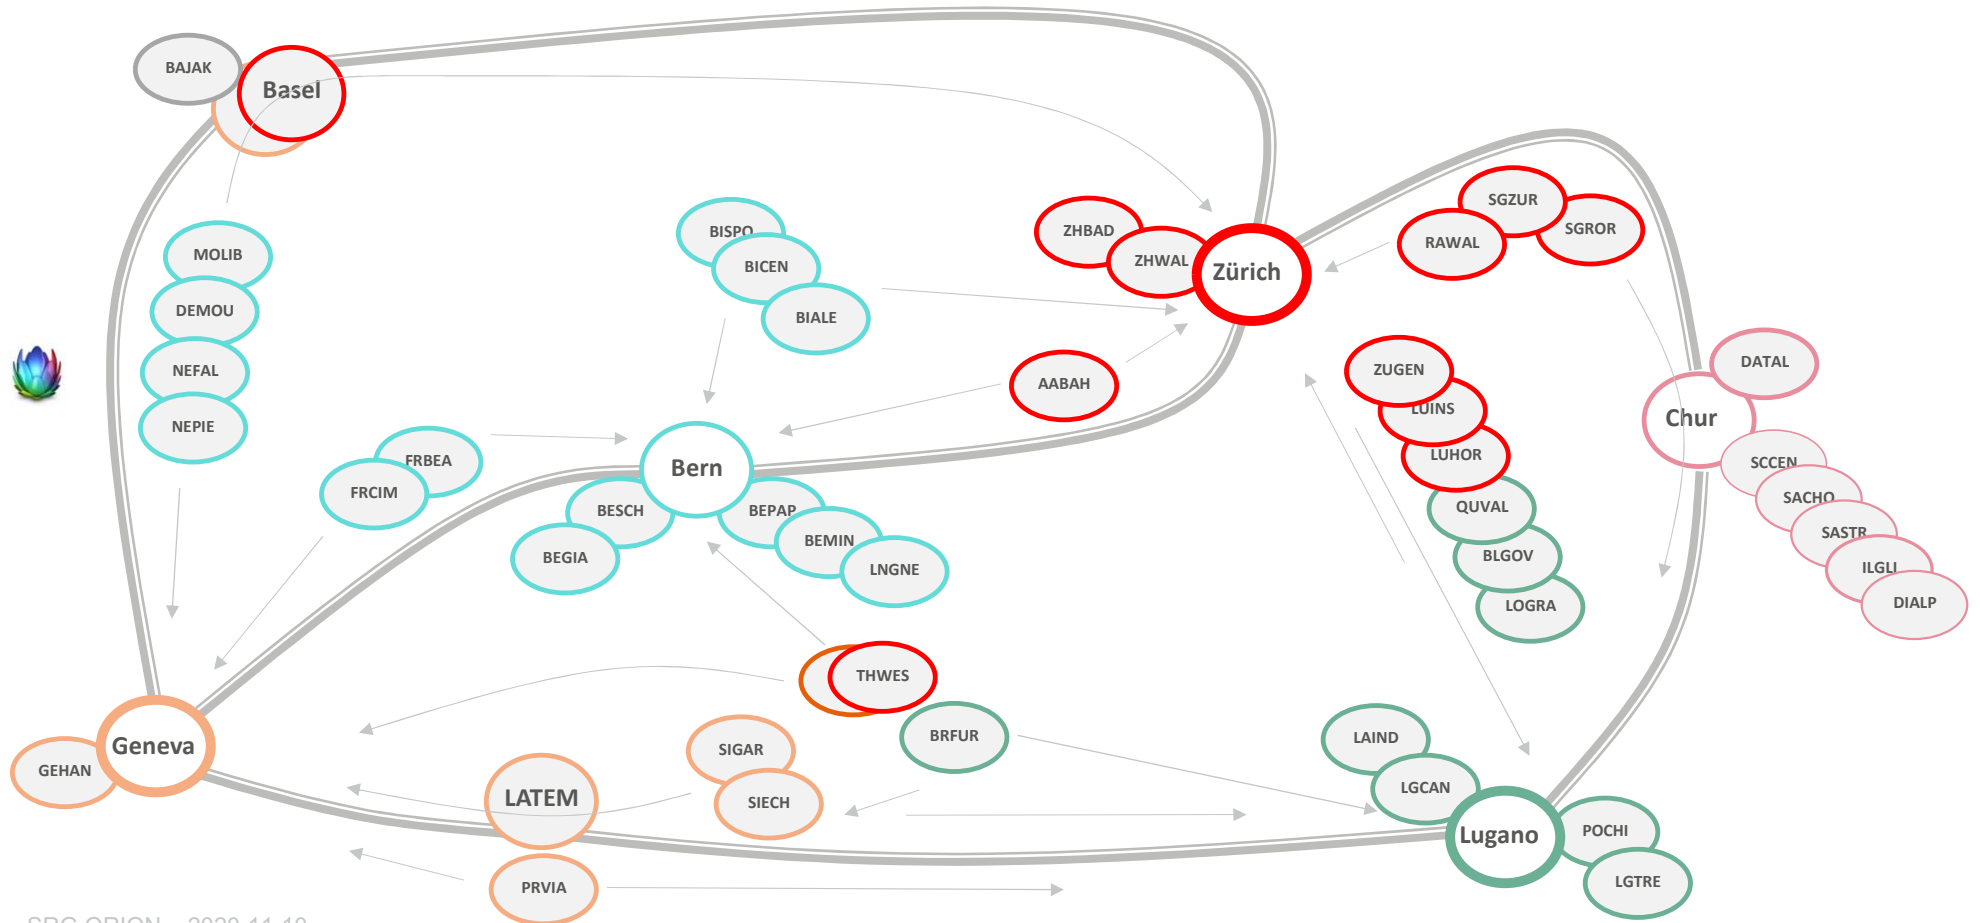 BAJAK
Basel
MOLIB
DEMOU
NEFAL
NEPIE
BISPO
BICEN
BIALE
ZHBAD
ZHWAL
Zürich
SGZUR
SGROR
RAWAL
AABAH
ZUGEN
LUINS
LUHOR
QUVAL
BLGOV
LOGRA
DATAL
Chur
SCCEN
SACHO
SASTR
ILGLI
DIALP
FRBEA
FRCIM
Bern
BESCH
BEGIA
BEPAP
BEMIN
LNGNE
THWES
BRFUR
SIGAR
SIECH
Geneva
GEHAN
LATEM
PRVIA
LAIND
LGCAN
Lugano
POCHI
LGTRE